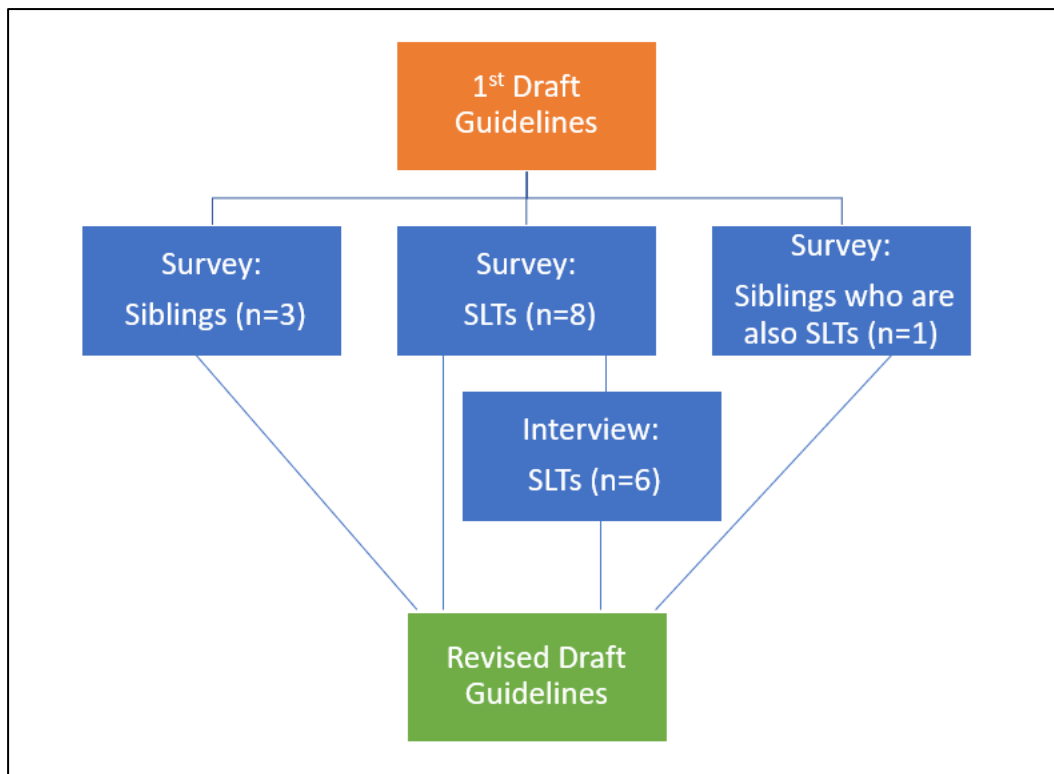 1st Draft
Guidelines
Survey:
Siblings (n=3)
Survey:
SLTs (n=8)
Survey:
Siblings who are
also SLTs (n=1)
Interview:
SLTs (n=6)
Revised Draft
Guidelines